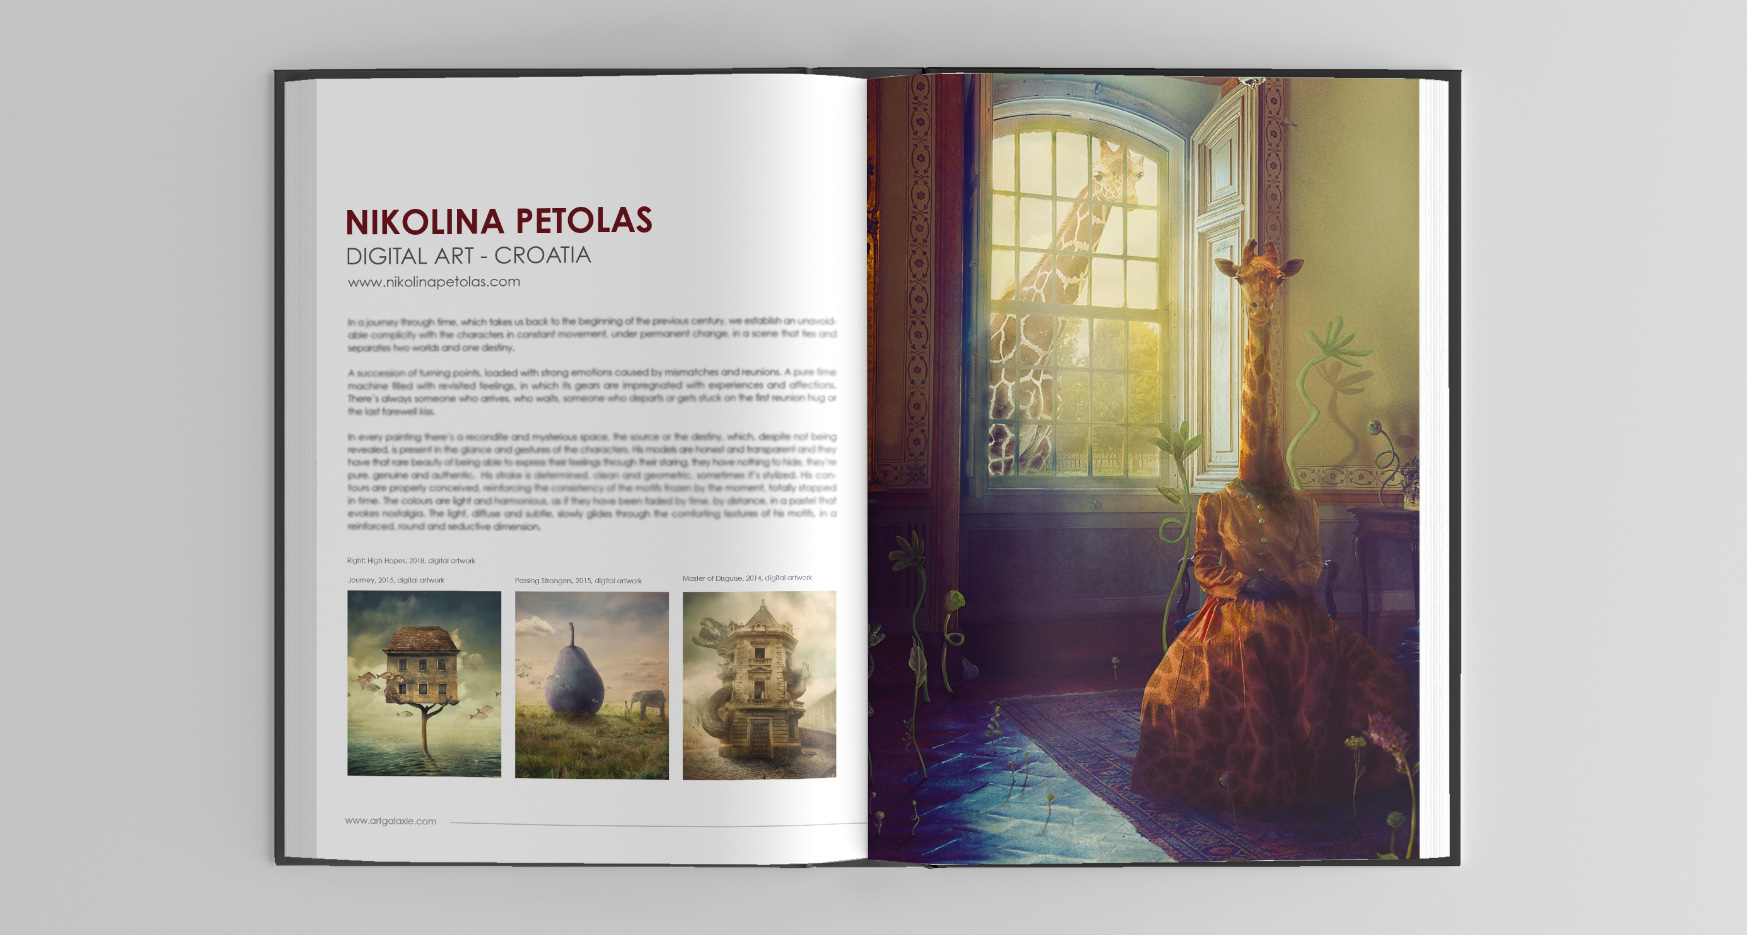 NIKOLINA PETOLAS
DIGITAL ART - CROATIA
www.nikolinapetolas.com
In a journey through time, which takes us back to the beginning of the previous century, we establish an unavoid-
able complicity with the characters in constant movement, under permanent change, in a scene that ties and
separates two worlds and one destiny.
A succession of turning points, loaded with strong emotions caused by mismatches and reunions. A pure time
machine filled with revisited feelings, in which its gears are impregnated with experiences and affections.
There's always someone who arrives, who waits, someone who departs or gets stuck on the first reunion hug or
the last farewell kiss.
In every painting there's a recondite and mysterious space, the source or the destiny, which, despite not being
revealed, is present in the glance and gestures of the characters. His models are honest and transparent and they
have that rare beauty of being able to express their feelings through their staring, they have nothing to hide, they're
pure, genuine and authentic. His stroke is determined, clean and geometric, sometimes it's stylized. His con-
tours are properly conceived, reinforcing the consistency of the motifs frozen by the moment, totally stopped
in time. The colours are light and harmonious, as if they have been faded by time, by distance, in a pastel that
evokes nostalgia. The light, diffuse and subtle, slowly glides through the comforting textures of his motifs, in a
reinforced, round and seductive dimension.
Right: High Hopes, 2018, digital artwork
Journey, 2015, digital artwork
Passing Strangers, 2015, digital artwork
Master of Disguise, 2014, digital artwork
www.artgalaxie.com